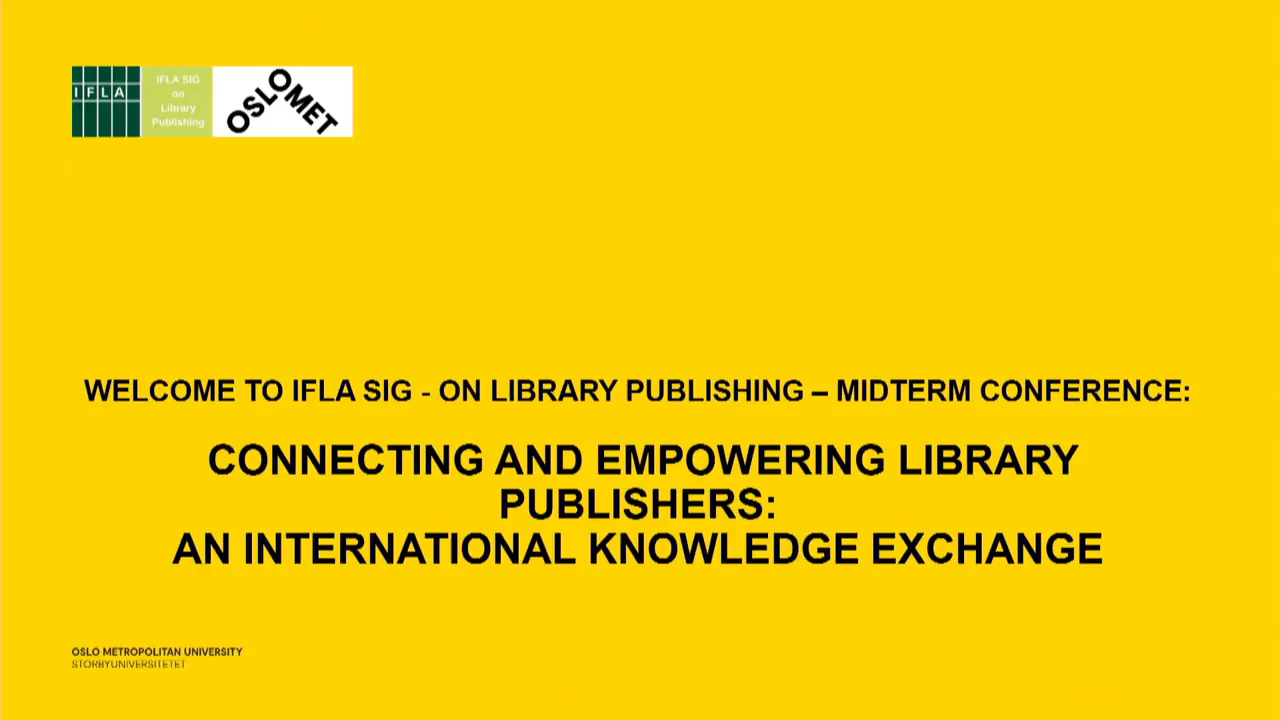 IFLA
IFLA SIG
on
Library
Publishing
OSLOMET
WELCOME TO IFLA SIG - ON LIBRARY PUBLISHING – MIDTERM CONFERENCE:
CONNECTING AND EMPOWERING LIBRARY
PUBLISHERS:
AN INTERNATIONAL KNOWLEDGE EXCHANGE
OSLO METROPOLITAN UNIVERSITY
STORBYUNIVERSITETET